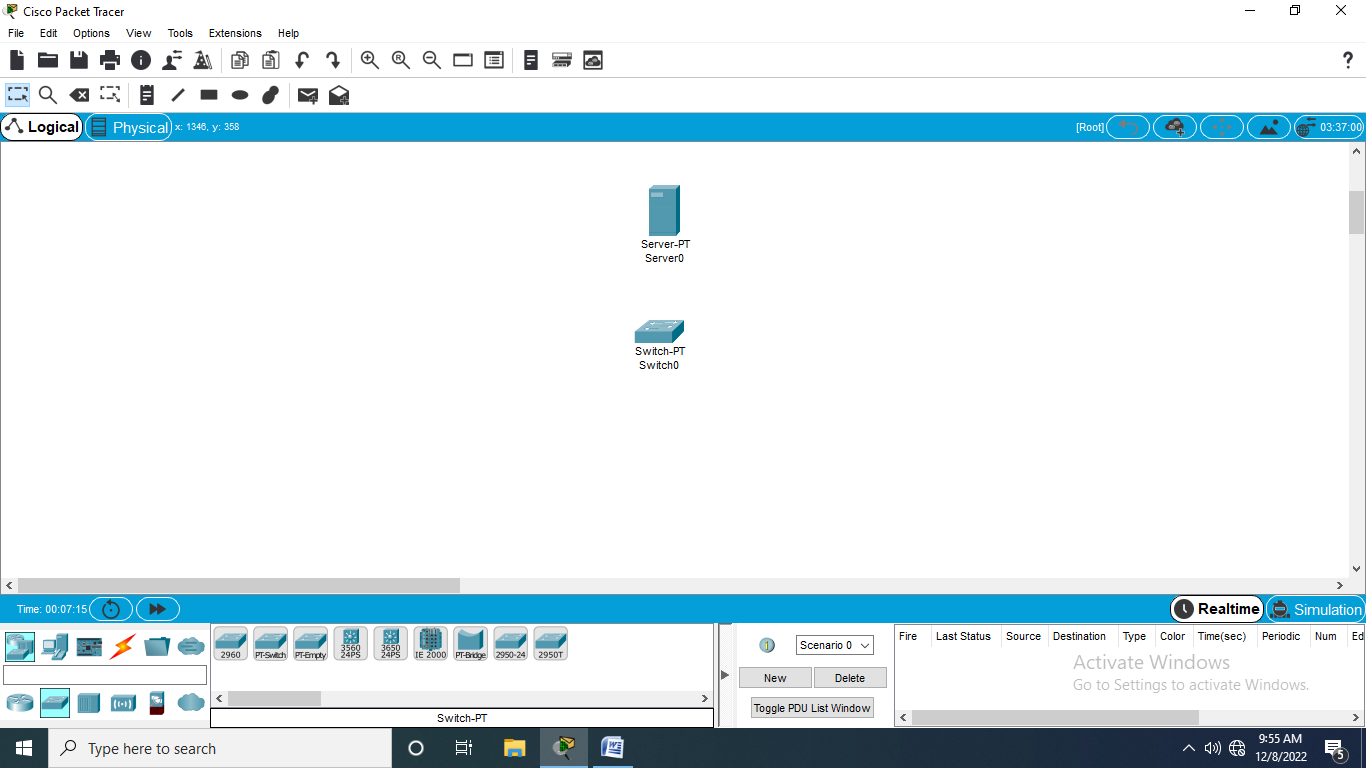 Cisco Packet Tracer
File Edit Options View Tools Extensions Help
R
?
Logical Physical x: 1346, y: 358 [Root] 03:37:00
Server-PT
Server0
Switch-PT
Switch0
Time: 00:07:15 Realtime Simulation
2960 PT-Switch PT-Empty 3560 24PS 3650 24PS IE 2000 PT-Bridge 2950-24 2950T
Switch-PT
Scenario 0
New Delete
Toggle PDU List Window
Fire Last Status Source Destination Type Color Time(sec) Periodic Num Ed
Activate Windows
Go to Settings to activate Windows.
Type here to search
9:55 AM
12/8/2022
5